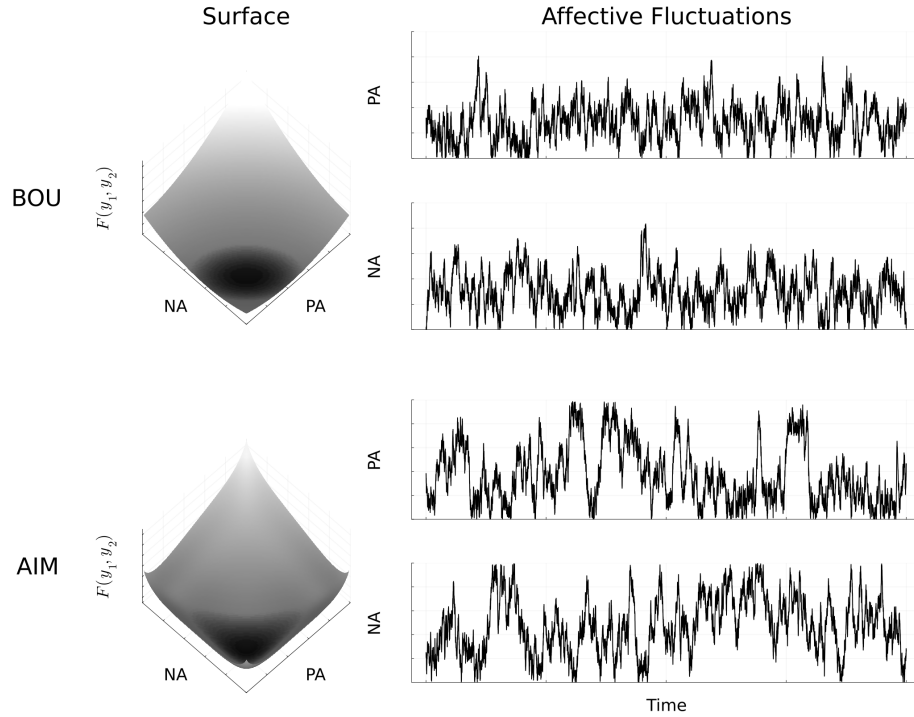 Surface
Affective Fluctuations
BOU
F(y₁, y₂)
NA
PA
PA
NA
AIM
F(y₁, y₂)
NA
PA
PA
NA
Time